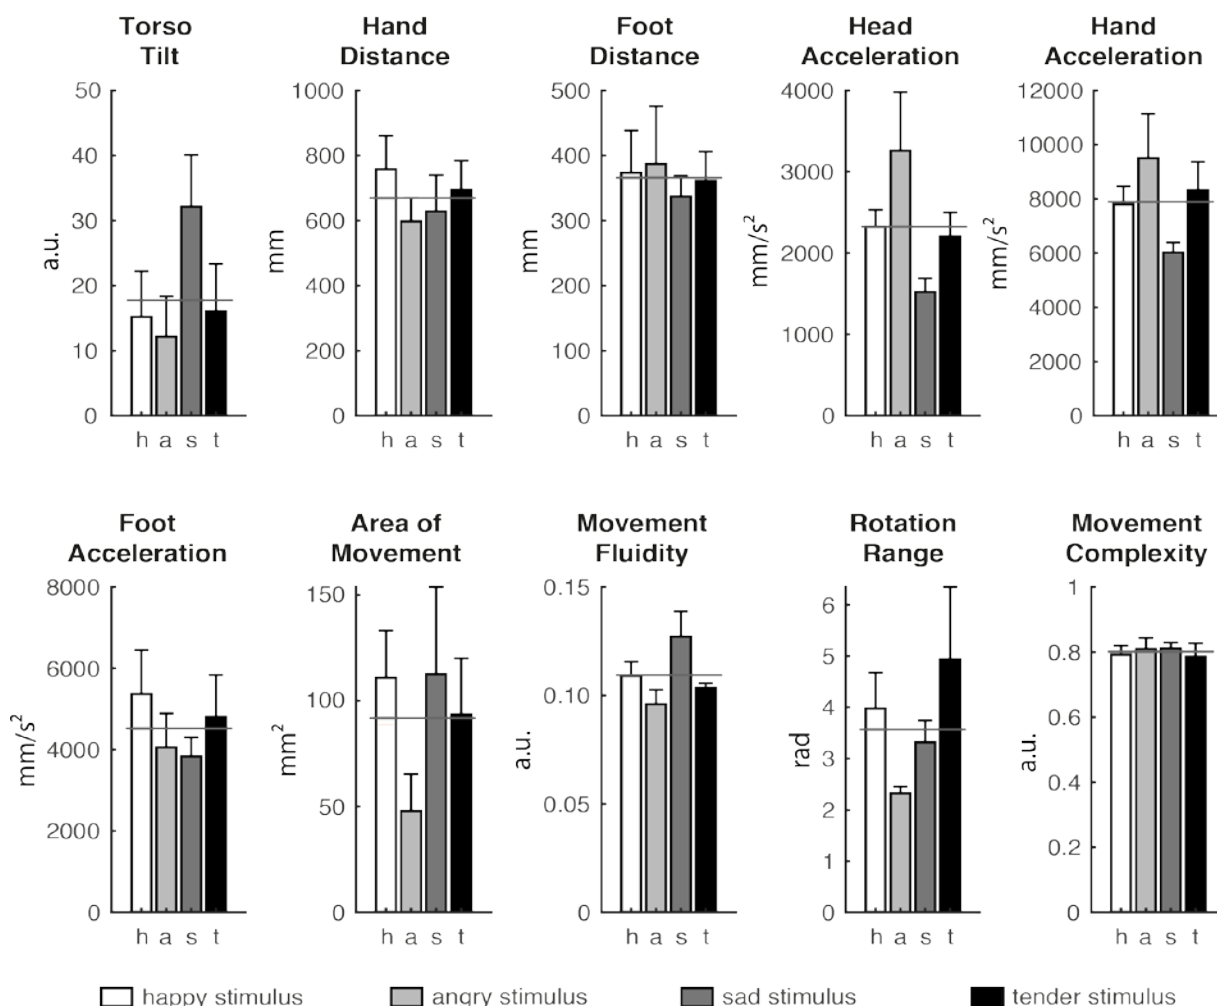 Torso Tilt
Hand Distance
Foot Distance
Head Acceleration
Hand Acceleration
50
40
30
20
10
0
a.u.
h a s t
1000
800
600
400
200
0
mm
h a s t
500
400
300
200
100
0
mm
h a s t
4000
3000
2000
1000
0
mm/s²
h a s t
12000
10000
8000
6000
4000
2000
0
mm/s²
h a s t
Foot Acceleration
Area of Movement
Movement Fluidity
Rotation Range
Movement Complexity
8000
6000
4000
2000
0
mm/s²
h a s t
150
100
50
0
mm²
h a s t
0.15
0.10
0.05
0
a.u.
h a s t
6
5
4
3
2
1
0
rad
h a s t
1
0.8
0.6
0.4
0.2
0
a.u.
h a s t
happy stimulus
angry stimulus
sad stimulus
tender stimulus